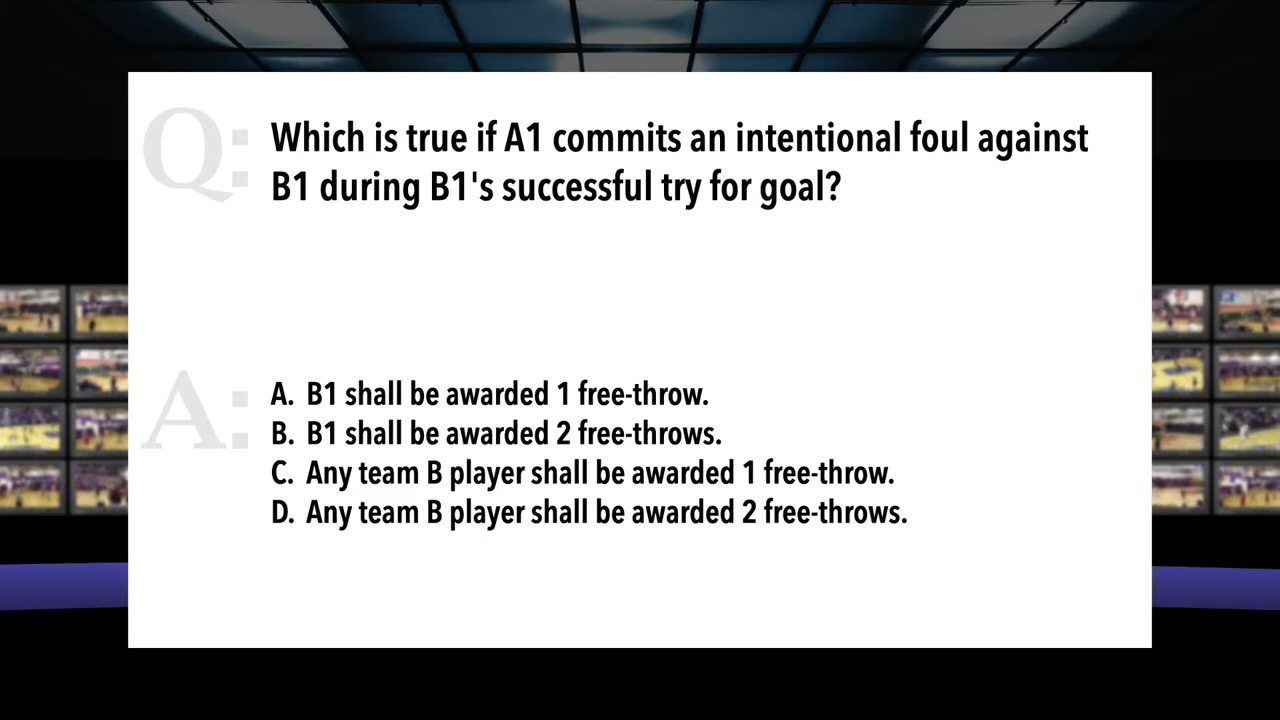 Q: Which is true if A1 commits an intentional foul against
B1 during B1's successful try for goal?
A: A. B1 shall be awarded 1 free-throw.
B. B1 shall be awarded 2 free-throws.
C. Any team B player shall be awarded 1 free-throw.
D. Any team B player shall be awarded 2 free-throws.